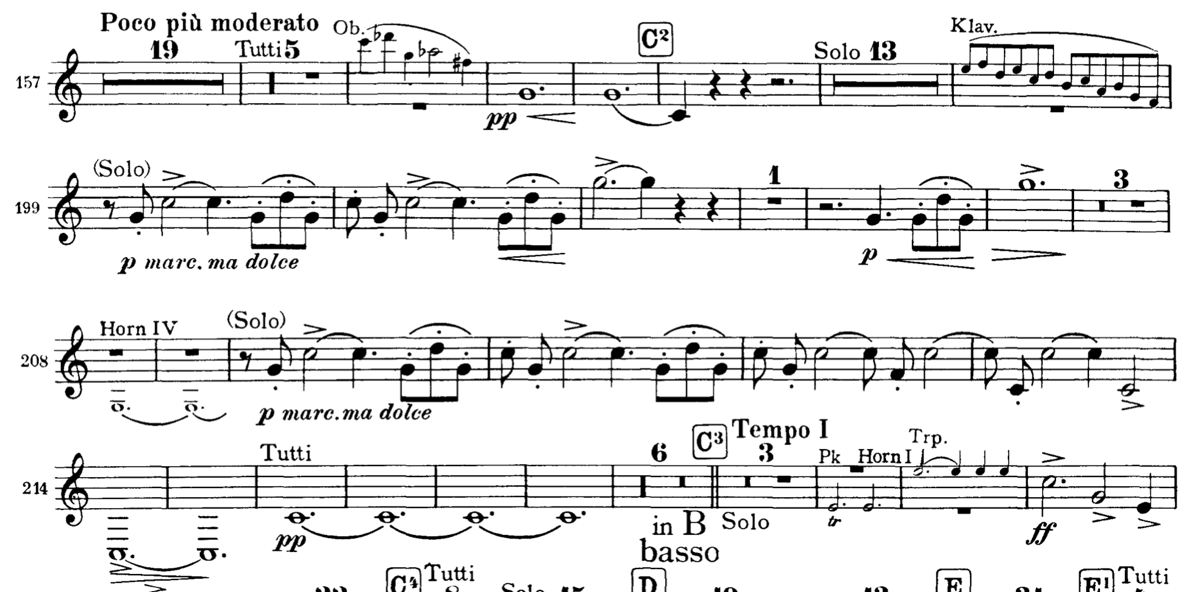 Poco più moderato
19 Tutti 5 Ob. C² Solo 13 Klav.
157
pp
(Solo) 1 3
199
p marc. ma dolce p
Horn IV (Solo)
208
p marc. ma dolce
Tutti 6 C³ Tempo I 3 Pk Horn I Trp.
214
pp in B basso Solo tr ff
C⁴ Tutti D E E¹ Tutti